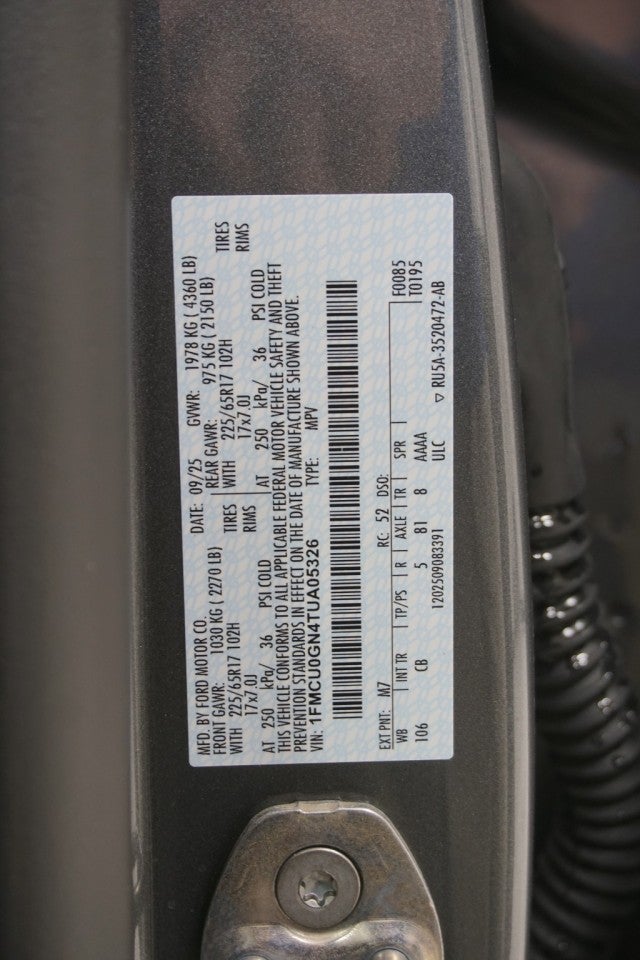 MFD. BY FORD MOTOR CO.
DATE: 09/25 GVWR: 1978 KG ( 4360 LB)
FRONT GAWR: 1030 KG ( 2270 LB) REAR GAWR: 975 KG ( 2150 LB)
WITH 225/65R17 102H TIRES WITH 225/65R17 102H TIRES
17x7.0J RIMS 17x7.0J RIMS
AT 250 kPa/ 36 PSI COLD AT 250 kPa/ 36 PSI COLD
THIS VEHICLE CONFORMS TO ALL APPLICABLE FEDERAL MOTOR VEHICLE SAFETY AND THEFT
PREVENTION STANDARDS IN EFFECT ON THE DATE OF MANUFACTURE SHOWN ABOVE.
VIN: 1FMCU0GN4TUA05326 TYPE: MPV
EXT PNT: M7 RC: 52 DSO: F0085
WB INT TR TP/PS R AXLE TR SPR T0195
106 CB 5 81 8 AAAA
ULC
1202509083391 ▽ RU5A-3520472-AB